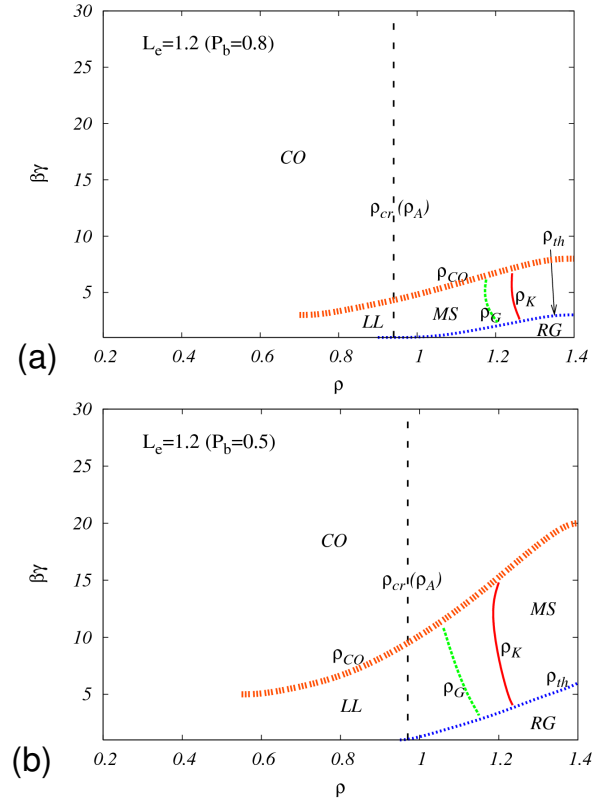 30
L_e=1.2 (P_b=0.8)
25
20
CO
βγ
15
ρ_cr (ρ_A)
10
ρ_th
ρ_CO
5
LL
MS
ρ_G
ρ_K
RG
0.2 0.4 0.6 0.8 1 1.2 1.4
(a)
ρ
30
L_e=1.2 (P_b=0.5)
25
20
CO
βγ
15
ρ_cr (ρ_A)
MS
10
ρ_CO
ρ_K
ρ_G
ρ_th
5
LL
RG
0.2 0.4 0.6 0.8 1 1.2 1.4
(b)
ρ